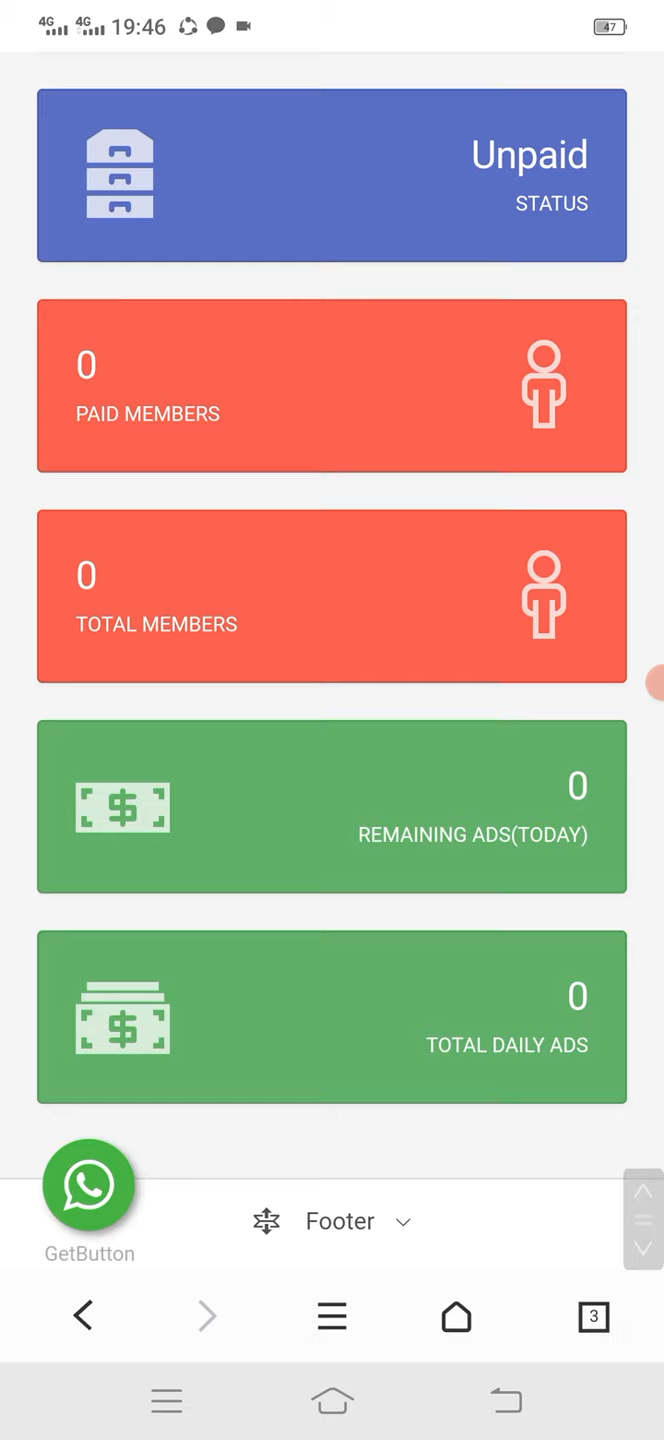 4G 4G 19:46 47
Unpaid
STATUS
0
PAID MEMBERS
0
TOTAL MEMBERS
0
REMAINING ADS(TODAY)
0
TOTAL DAILY ADS
Footer
GetButton
3